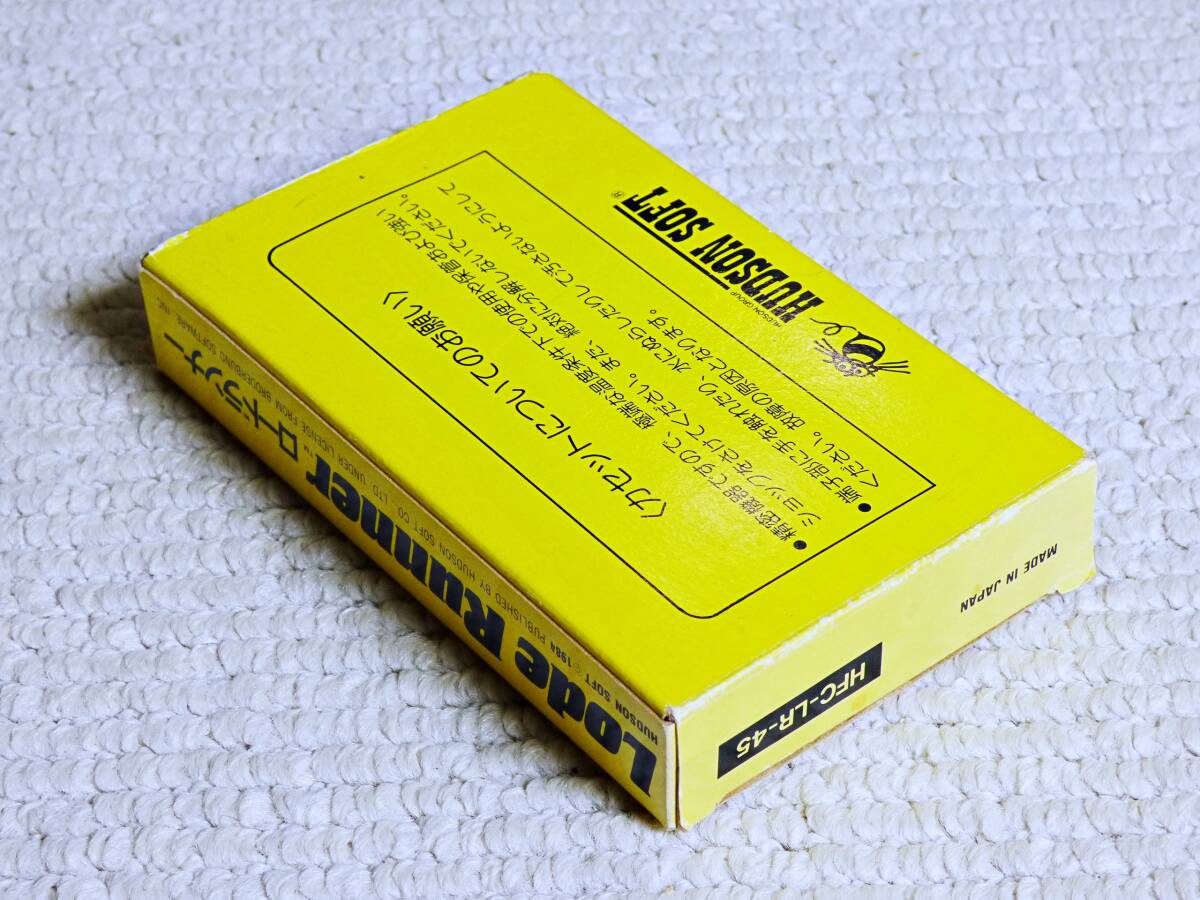 HUDSON GROUP
HUDSON SOFT®
〈カセットについてのお願い〉
●精密機器ですので、極端な温度条件下での使用や保管および強い
ショックをさけてください。また、絶対に分解しないでください。
●端子部に手を触れたり、水にぬらしたりして汚さないようにして
ください。故障の原因となります。
Lode Runner™ ロードランナー
HUDSON SOFT © 1984 PUBLISHED BY HUDSON SOFT CO., LTD. UNDER LICENSE FROM BRODERBUND SOFTWARE, INC.
HFC-LR-45
MADE IN JAPAN